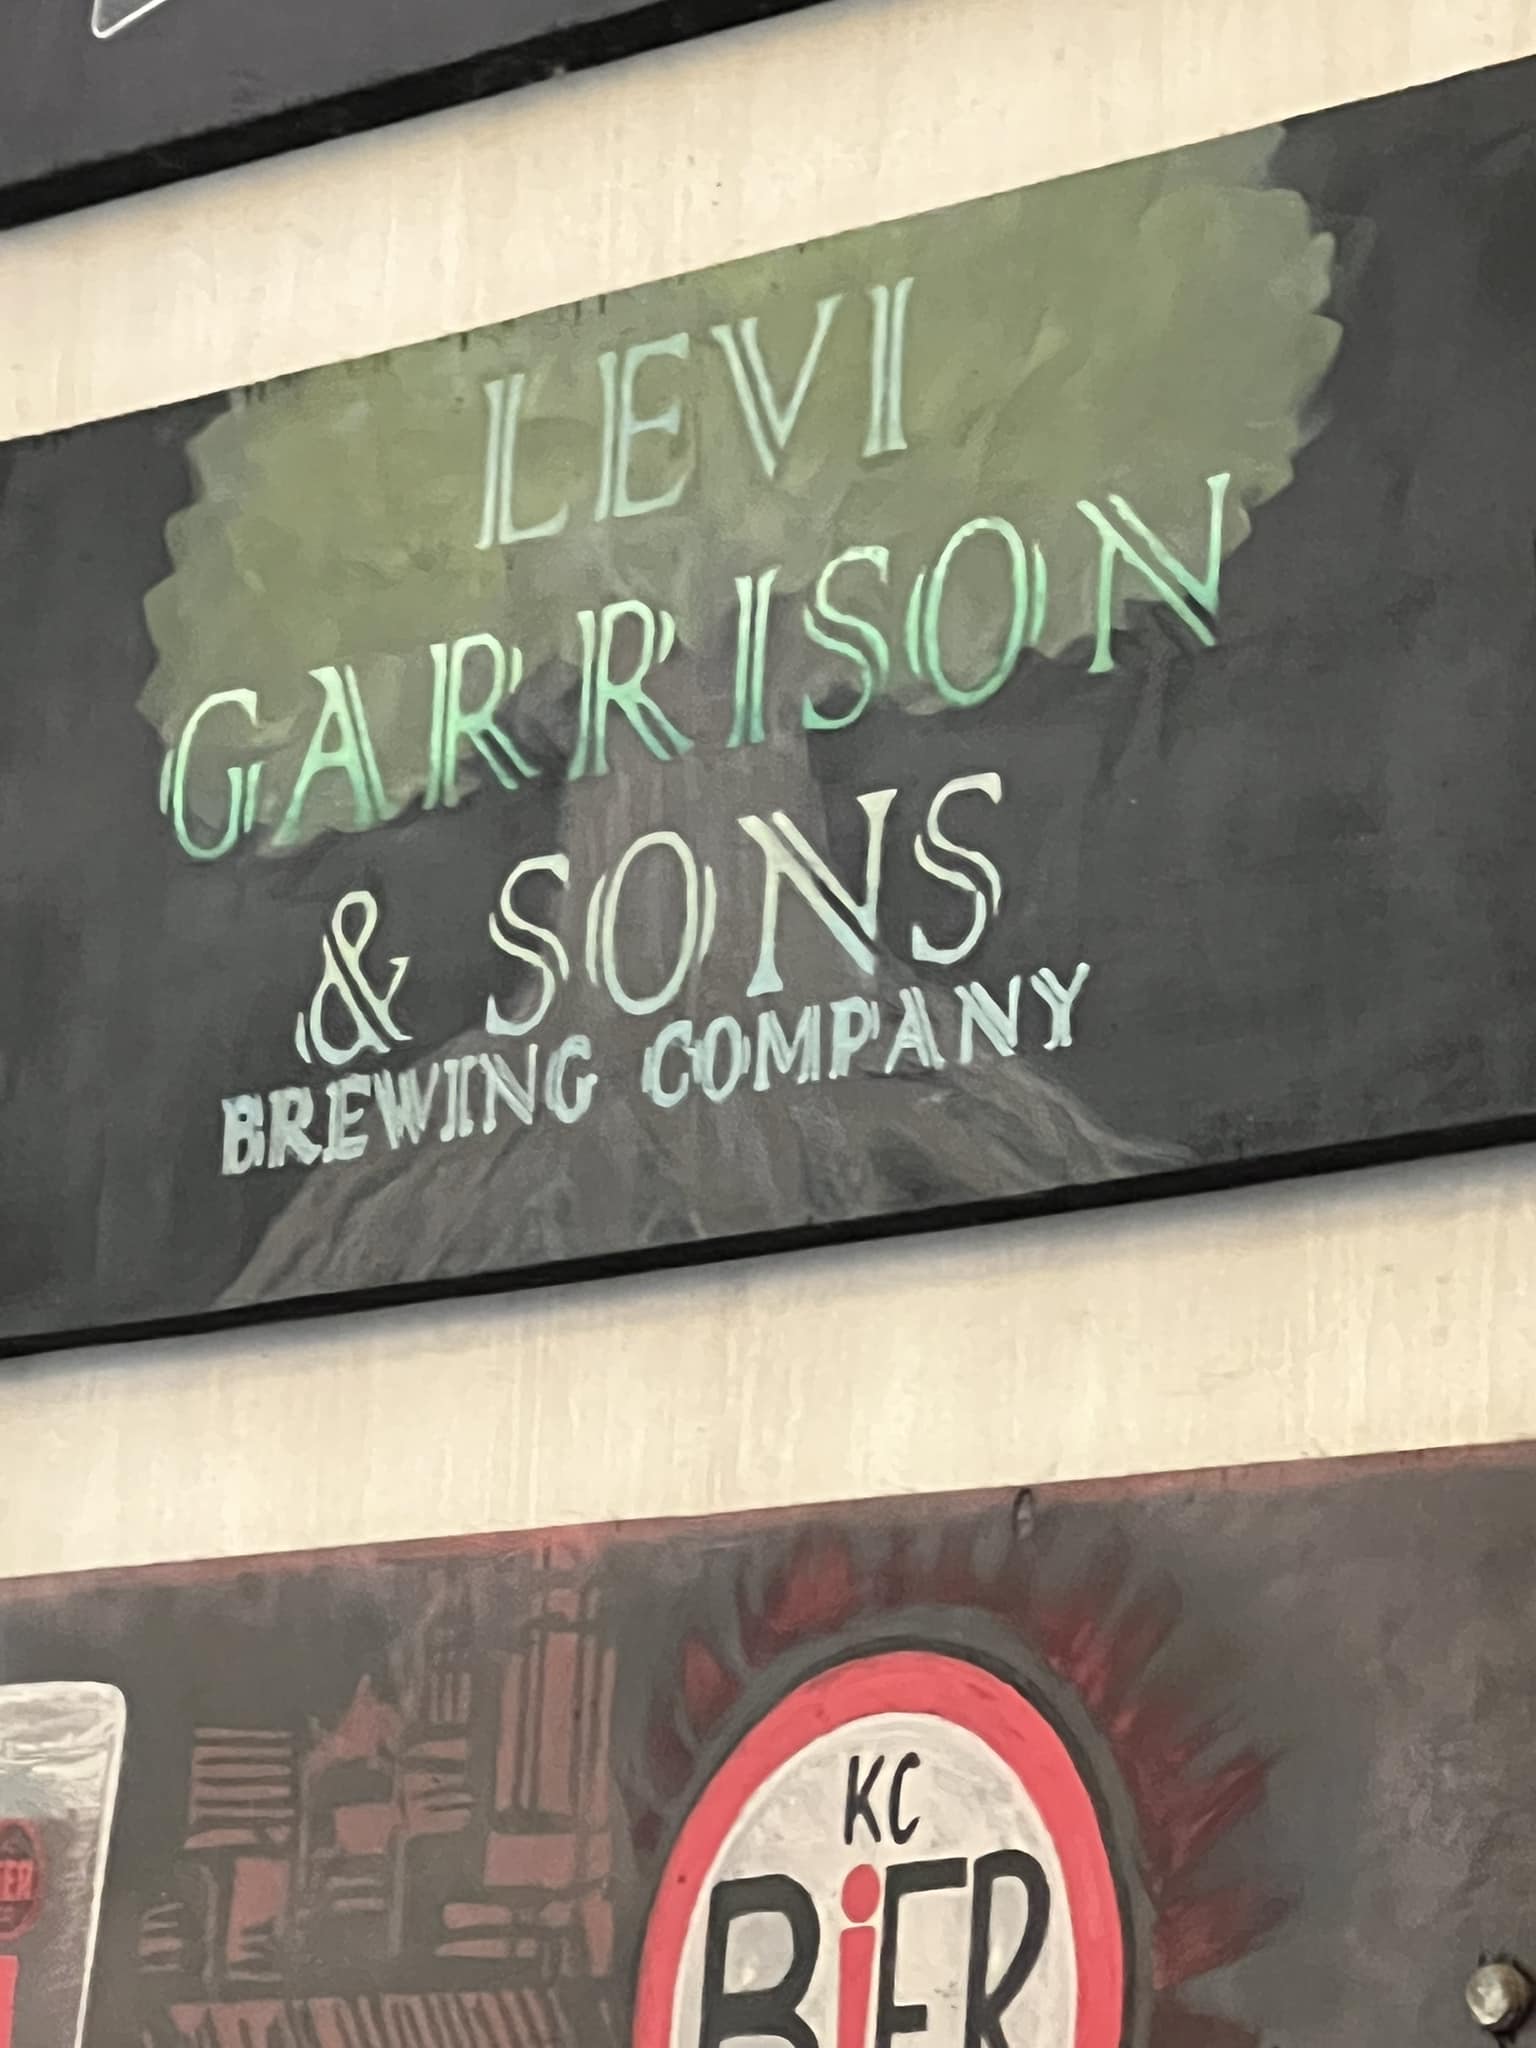 LEVI
GARRISON
& SONS
BREWING COMPANY
KC
BiER